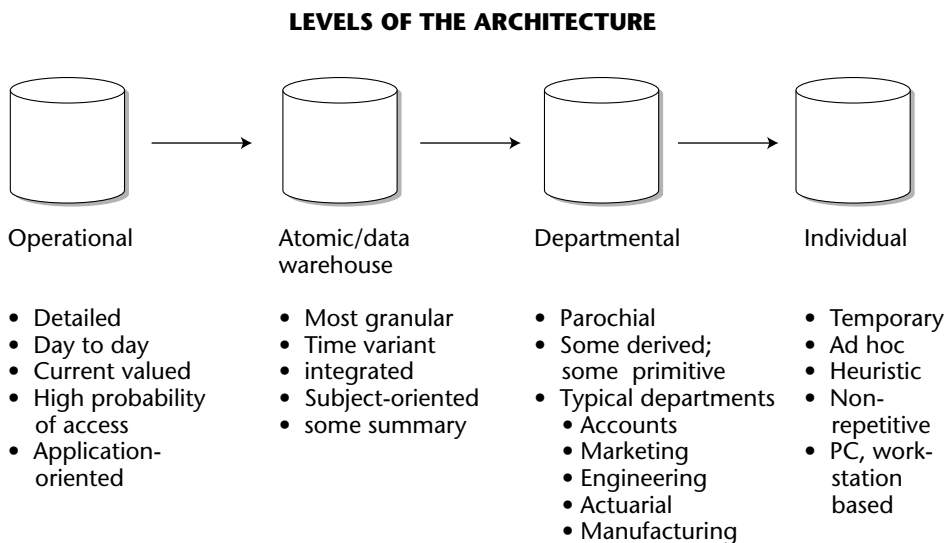 LEVELS OF THE ARCHITECTURE
Operational
• Detailed
• Day to day
• Current valued
• High probability
of access
• Application-
oriented
Atomic/data
warehouse
• Most granular
• Time variant
• integrated
• Subject-oriented
• some summary
Departmental
• Parochial
• Some derived;
some primitive
• Typical departments
• Accounts
• Marketing
• Engineering
• Actuarial
• Manufacturing
Individual
• Temporary
• Ad hoc
• Heuristic
• Non-
repetitive
• PC, work-
station
based